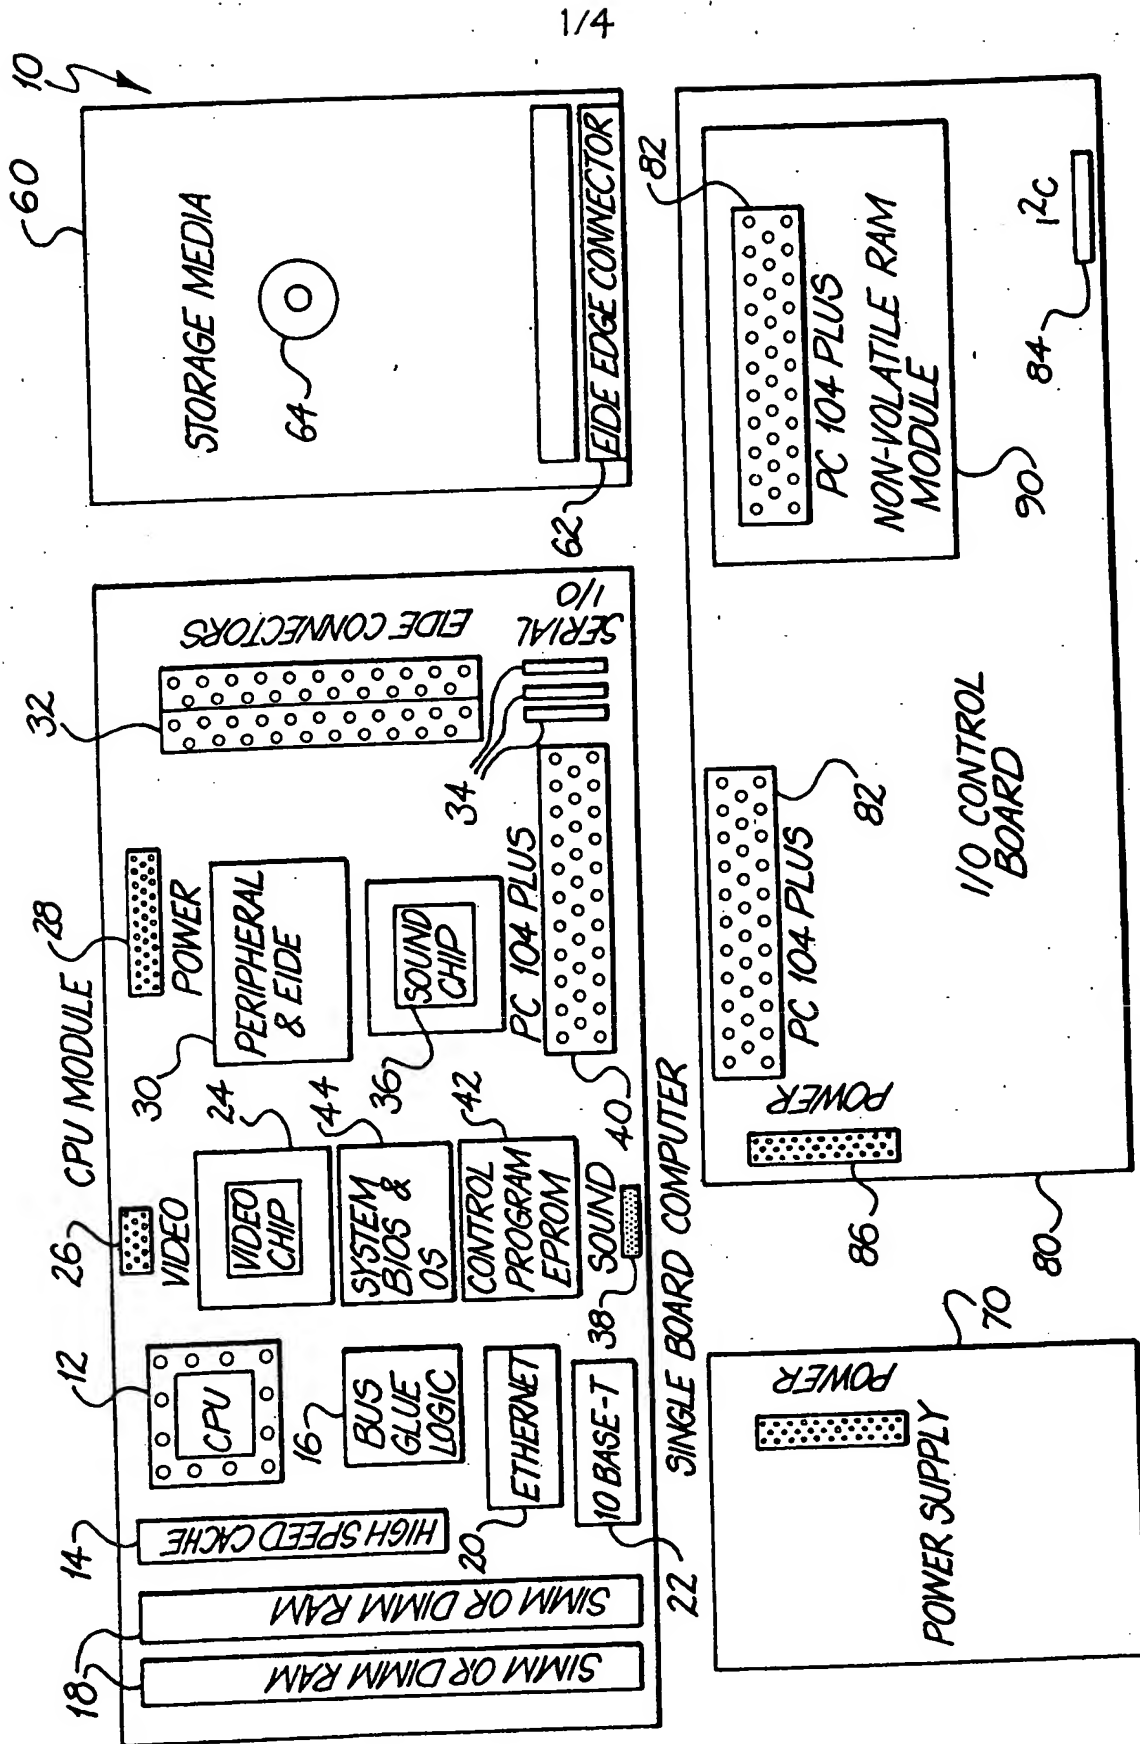 1/4
10
CPU MODULE
28
26
12
14
18
32
60
STORAGE MEDIA
64
EIDE EDGE CONNECTOR
62
SIMM OR DIMM RAM
SIMM OR DIMM RAM
HIGH SPEED CACHE
CPU
16
BUS
GLUE
LOGIC
20
ETHERNET
10 BASE-T
22
VIDEO
24
VIDEO
CHIP
44
SYSTEM
BIOS &
OS
42
CONTROL
PROGRAM
EPROM
SOUND
38
POWER
30
PERIPHERAL
& EIDE
36
SOUND
CHIP
PC 104 PLUS
40
EIDE CONNECTORS
34
SERIAL
I/O
SINGLE BOARD COMPUTER
POWER
POWER SUPPLY
70
POWER
86
80
PC 104 PLUS
82
I/O CONTROL
BOARD
82
PC 104 PLUS
NON-VOLATILE RAM
MODULE
90
84
I2C